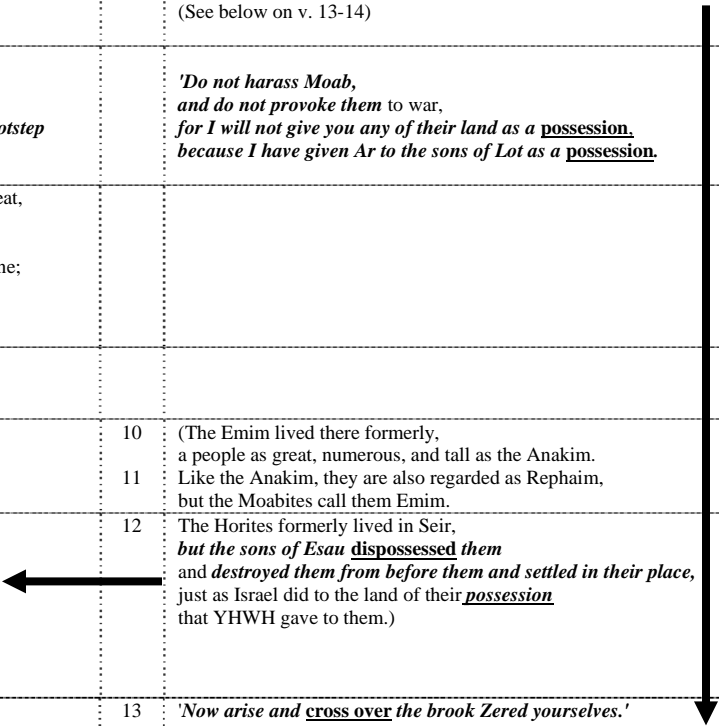 (See below on v. 13-14)
'Do not harass Moab,
and do not provoke them to war,
otstep
for I will not give you any of their land as a possession,
because I have given Ar to the sons of Lot as a possession.
eat,
10 (The Emim lived there formerly,
a people as great, numerous, and tall as the Anakim.
11 Like the Anakim, they are also regarded as Rephaim,
but the Moabites call them Emim.
12 The Horites formerly lived in Seir,
but the sons of Esau dispossessed them
and destroyed them from before them and settled in their place,
just as Israel did to the land of their possession
that YHWH gave to them.)
13 'Now arise and cross over the brook Zered yourselves.'